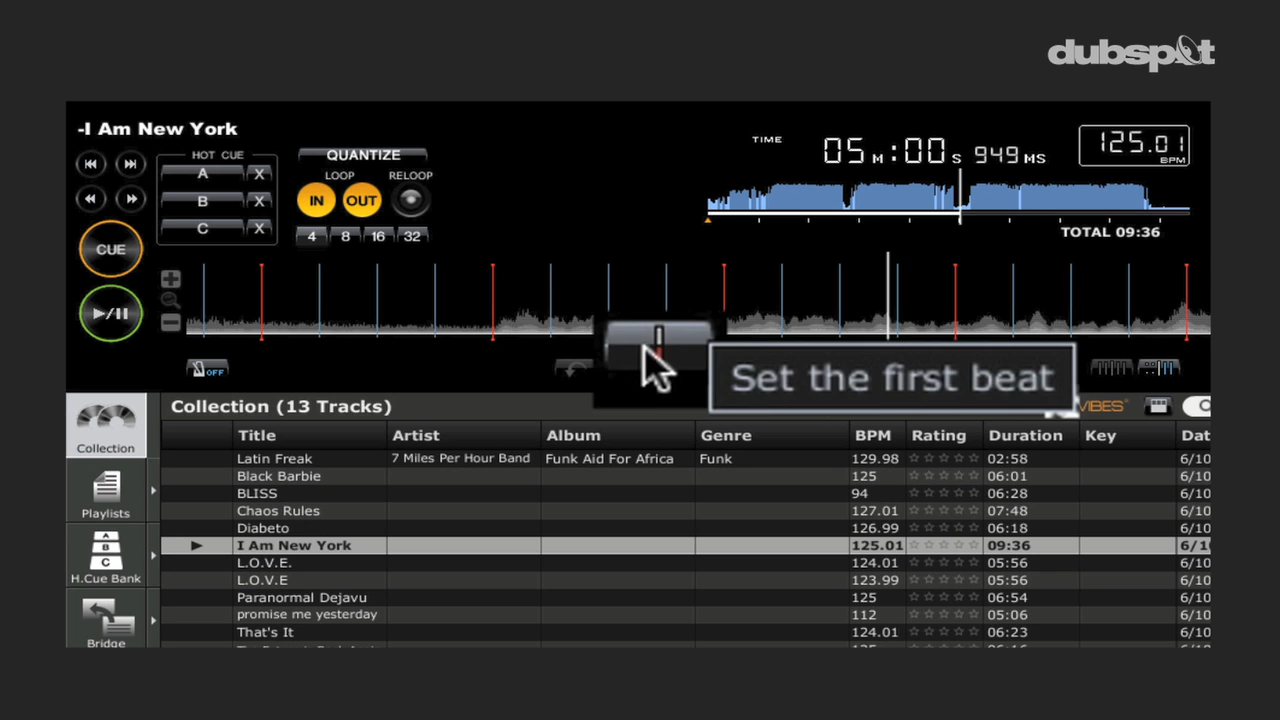 dubspot
-I Am New York
HOT CUE
A X
B X
C X
QUANTIZE
LOOP RELOOP
IN OUT
4 8 16 32
TIME 05 M:00 S 949 MS
125.01
BPM
TOTAL 09:36
CUE
OFF
Set the first beat
Collection (13 Tracks)
VIBES
Title Artist Album Genre BPM Rating Duration Key Dat
Latin Freak 7 Miles Per Hour Band Funk Aid For Africa Funk 129.98 02:58 6/10
Black Barbie 125 06:01 6/10
BLISS 94 06:28 6/10
Chaos Rules 127.01 07:48 6/10
Diabeto 126.99 06:18 6/10
I Am New York 125.01 09:36 6/1
L.O.V.E. 124.01 05:56 6/10
L.O.V.E 123.99 05:56 6/10
Paranormal Dejavu 125 06:54 6/10
promise me yesterday 112 05:06 6/10
That's It 124.01 06:23 6/10
Collection
Playlists
A
B
C
H.Cue Bank
Bridge